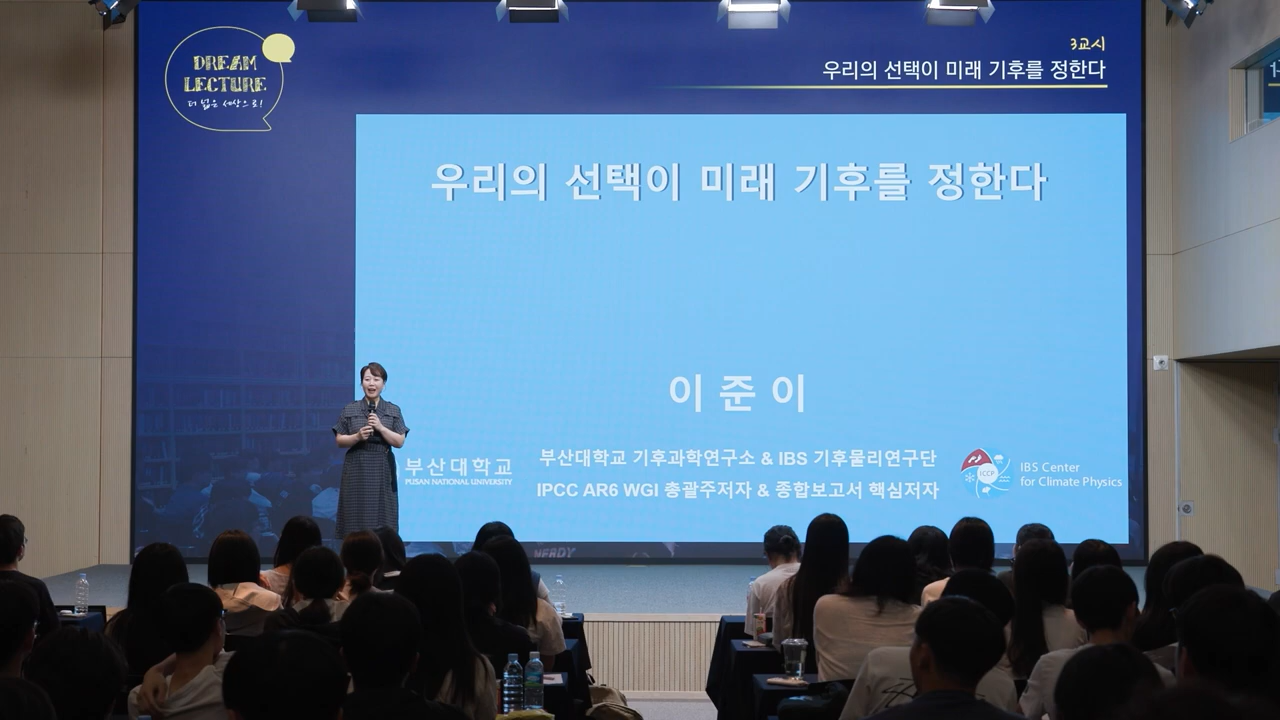 DREAM
LECTURE
더 넓은 세상으로!
3교시
우리의 선택이 미래 기후를 정한다
우리의 선택이 미래 기후를 정한다
이 준 이
부산대학교
PUSAN NATIONAL UNIVERSITY
부산대학교 기후과학연구소 & IBS 기후물리연구단
IPCC AR6 WGI 총괄주저자 & 종합보고서 핵심저자
ICCP
IBS Center
for Climate Physics
NERDY